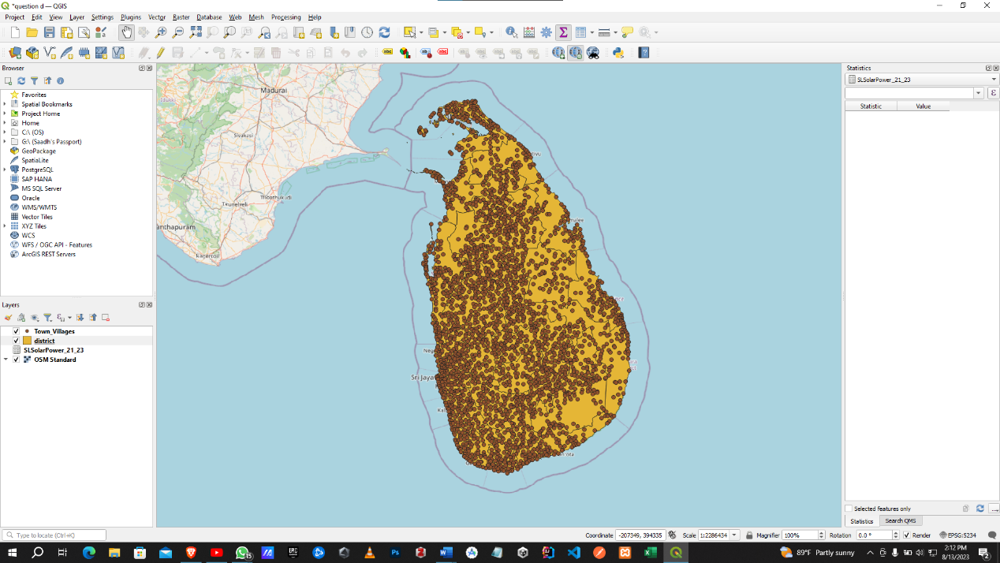 *question d — QGIS
Project Edit View Layer Settings Plugins Vector Raster Database Web Mesh Processing Help
Browser
Favorites
Spatial Bookmarks
Project Home
Home
C:\ (OS)
G:\ (Saadh's Passport)
GeoPackage
SpatiaLite
PostgreSQL
SAP HANA
MS SQL Server
Oracle
WMS/WMTS
Vector Tiles
XYZ Tiles
WCS
WFS / OGC API - Features
ArcGIS REST Servers
Layers
Town_Villages
district
SLSolarPower_21_23
OSM Standard
Idukki
Madurai
Sivakasi
Thoothukudi
Tirunelveli
anthapuram
Nagercoil
Neg
Sri Jaya
Kal
Statistics
SLSolarPower_21_23
ε
Statistic Value
Selected features only
...
Statistics Search QMS
Type to locate (Ctrl+K)
Coordinate -207349, 394335 Scale 1:2286434 Magnifier 100% Rotation 0.0 ° Render EPSG:5234
89°F Partly sunny
2:12 PM
8/13/2023
15
2